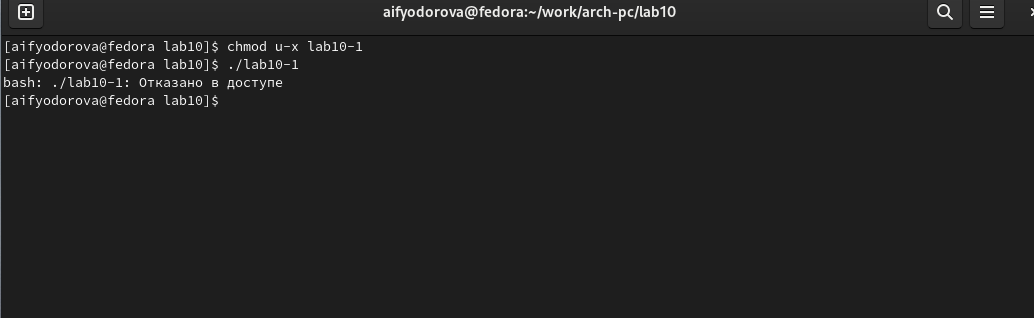 aifyodorova@fedora:~/work/arch-pc/lab10
[aifyodorova@fedora lab10]$ chmod u-x lab10-1
[aifyodorova@fedora lab10]$ ./lab10-1
bash: ./lab10-1: Отказано в доступе
[aifyodorova@fedora lab10]$